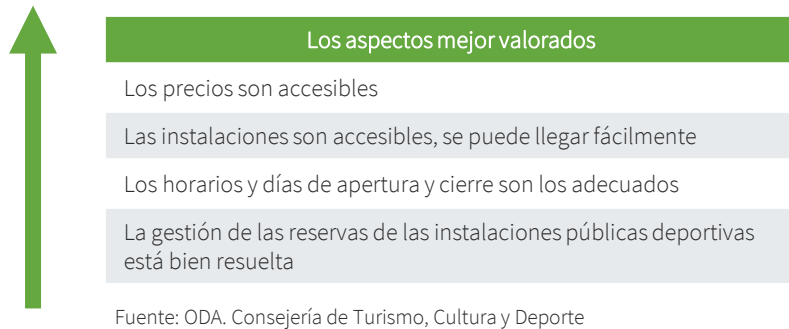 Los aspectos mejor valorados
Los precios son accesibles
Las instalaciones son accesibles, se puede llegar fácilmente
Los horarios y días de apertura y cierre son los adecuados
La gestión de las reservas de las instalaciones públicas deportivas
está bien resuelta
Fuente: ODA. Consejería de Turismo, Cultura y Deporte